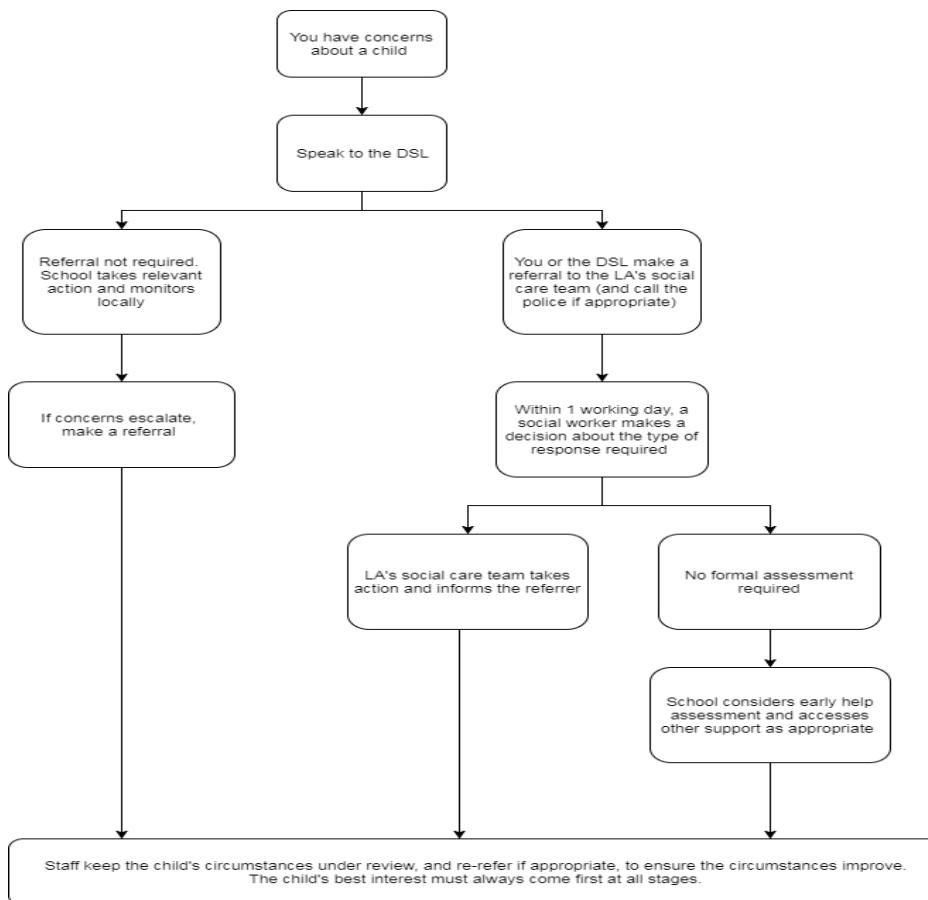 You have concerns
about a child
Speak to the DSL
Referral not required.
School takes relevant
action and monitors
locally
You or the DSL make a
referral to the LA's social
care team (and call the
police if appropriate)
If concerns escalate,
make a referral
Within 1 working day, a
social worker makes a
decision about the type of
response required
LA's social care team takes
action and informs the referrer
No formal assessment
required
School considers early help
assessment and accesses
other support as appropriate
Staff keep the child's circumstances under review, and re-refer if appropriate, to ensure the circumstances improve.
The child's best interest must always come first at all stages.